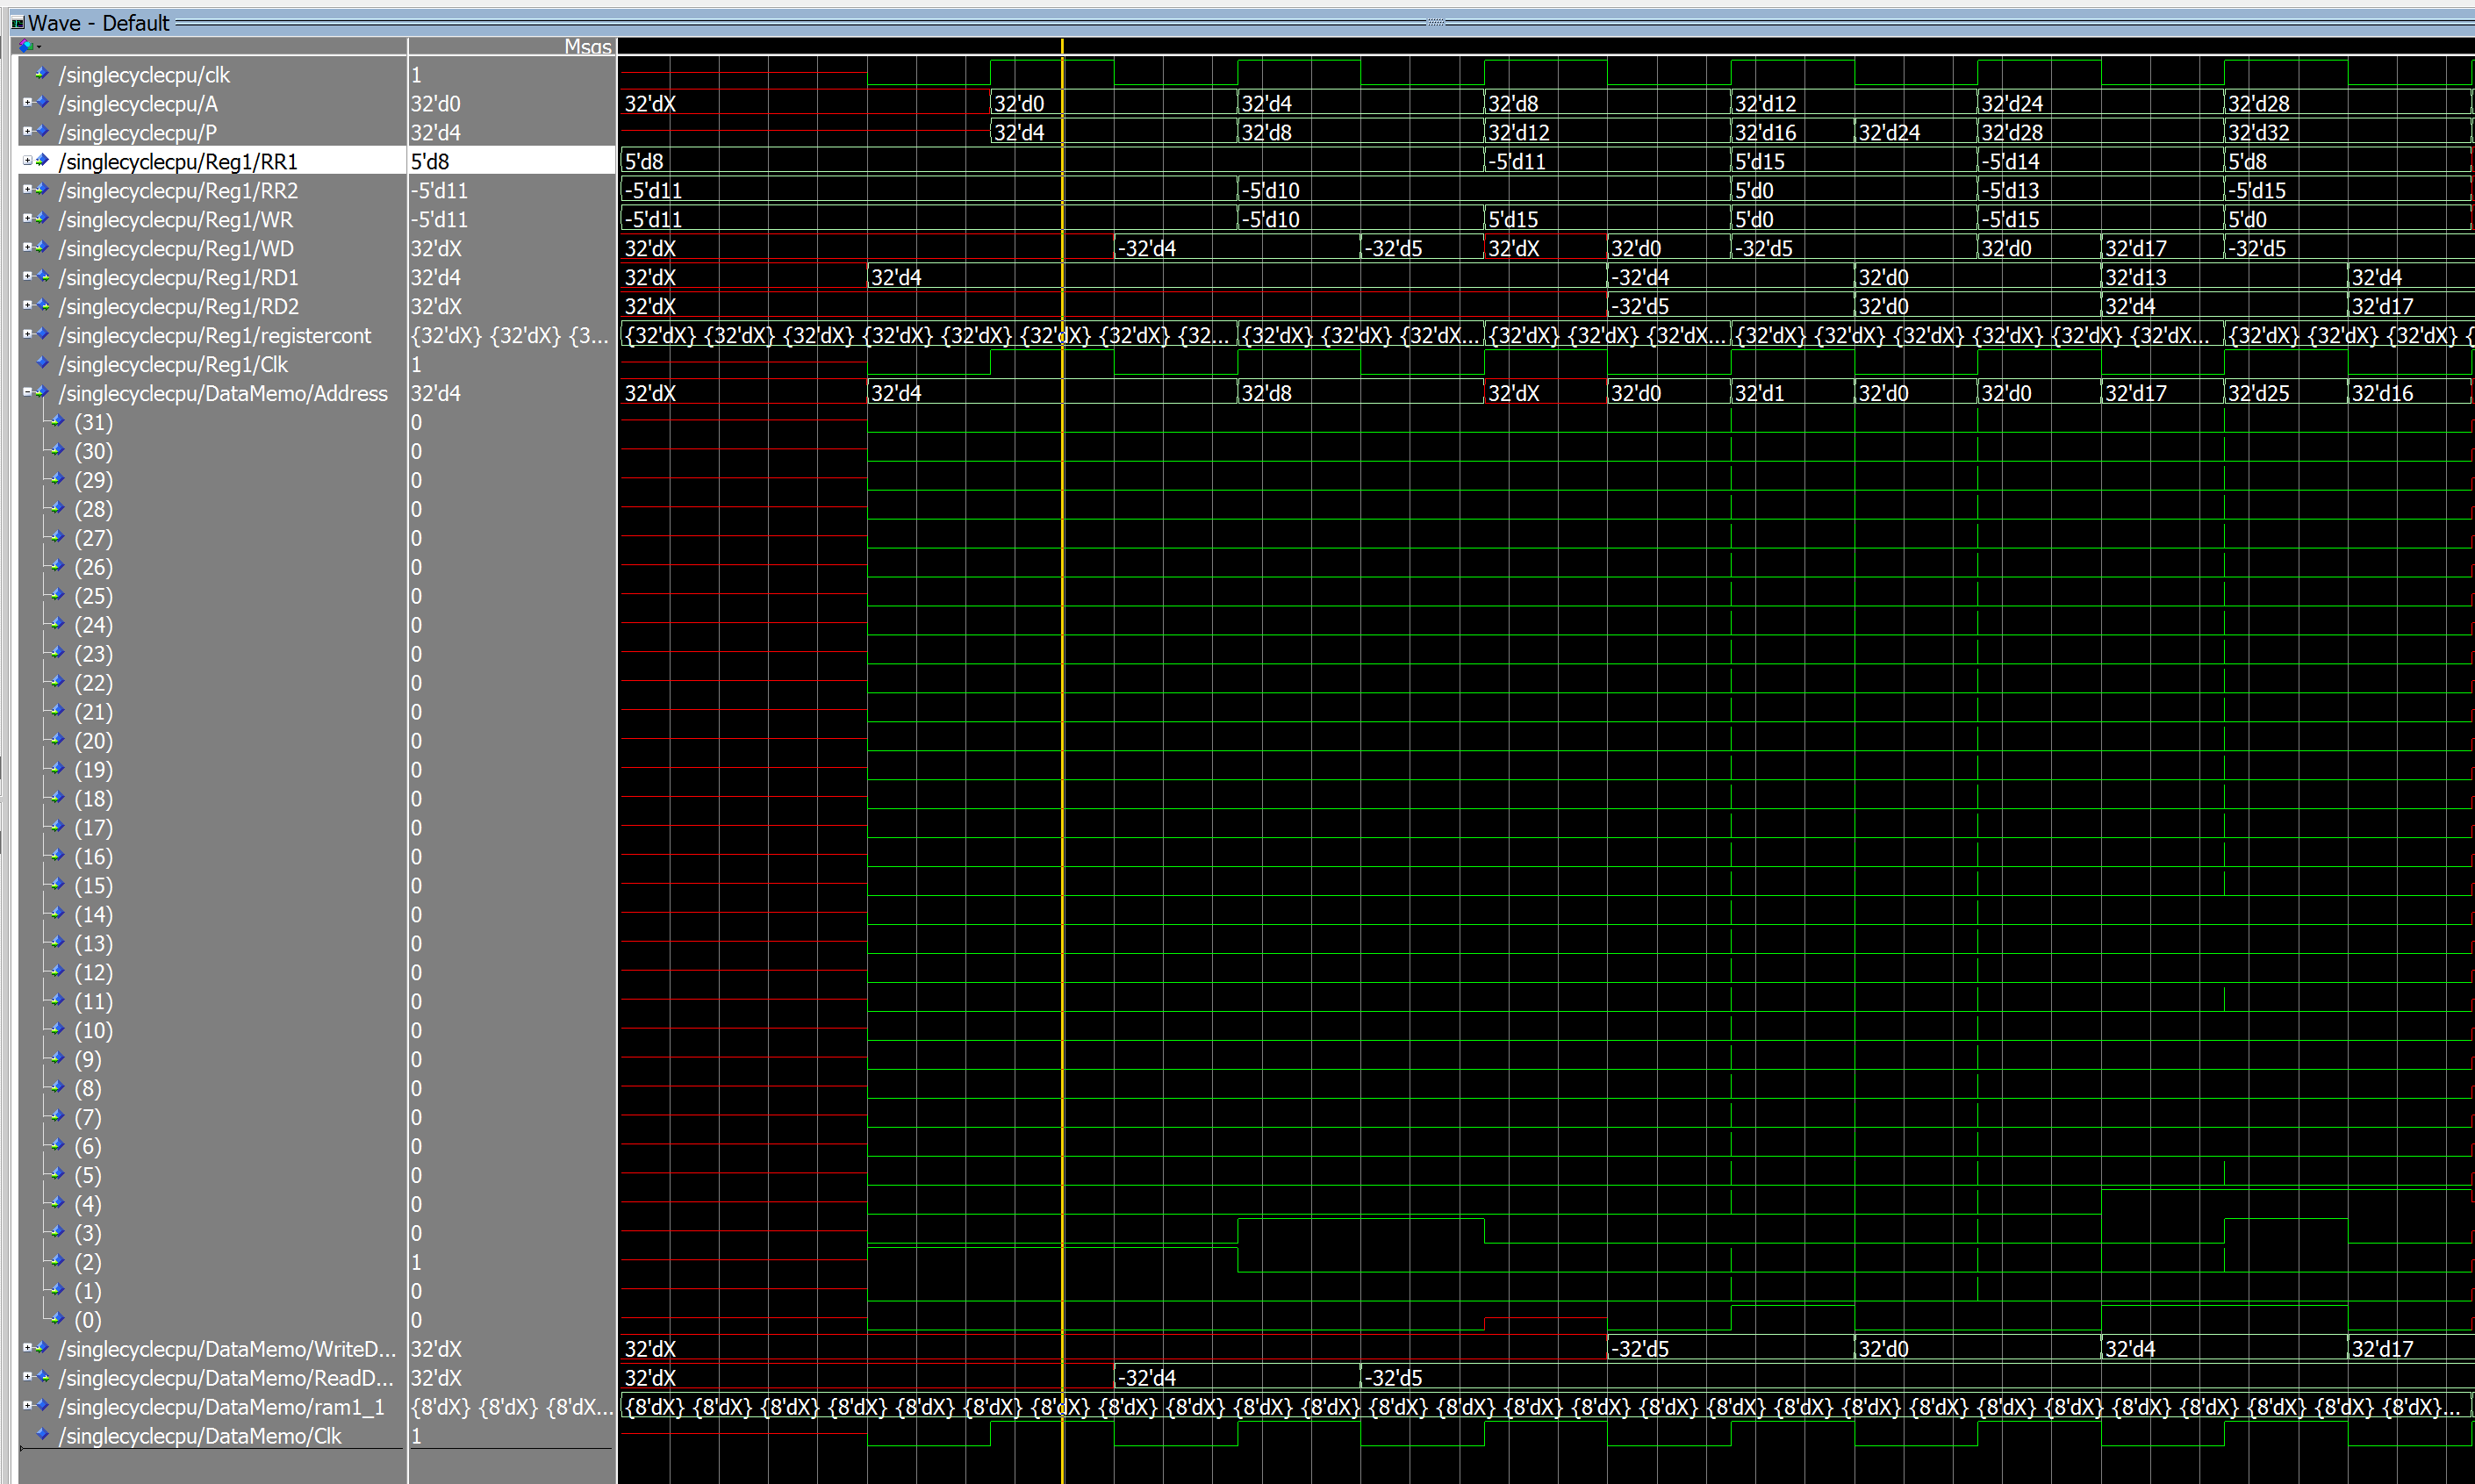 Wave - Default
Msgs
/singlecyclecpu/clk 1
/singlecyclecpu/A 32'd0 32'dX 32'd0 32'd4 32'd8 32'd12 32'd24 32'd28
/singlecyclecpu/P 32'd4 32'd4 32'd8 32'd12 32'd16 32'd24 32'd28 32'd32
/singlecyclecpu/Reg1/RR1 5'd8 5'd8 -5'd11 5'd15 -5'd14 5'd8
/singlecyclecpu/Reg1/RR2 -5'd11 -5'd11 -5'd10 5'd0 -5'd13 -5'd15
/singlecyclecpu/Reg1/WR -5'd11 -5'd11 -5'd10 5'd15 5'd0 -5'd15 5'd0
/singlecyclecpu/Reg1/WD 32'dX 32'dX -32'd4 -32'd5 32'dX 32'd0 -32'd5 32'd0 32'd17 -32'd5
/singlecyclecpu/Reg1/RD1 32'd4 32'dX 32'd4 -32'd4 32'd0 32'd13 32'd4
/singlecyclecpu/Reg1/RD2 32'dX 32'dX -32'd5 32'd0 32'd4 32'd17
/singlecyclecpu/Reg1/registercont {32'dX} {32'dX} {3... {32'dX} {32'dX} {32'dX} {32'dX} {32'dX} {32'dX} {32'dX} {32... {32'dX} {32'dX} {32'dX... {32'dX} {32'dX} {32'dX... {32'dX} {32'dX} {32'dX} {32'dX} {32'dX} {32'dX... {32'dX} {32'dX} {32'dX} {
/singlecyclecpu/Reg1/Clk 1
/singlecyclecpu/DataMemo/Address 32'd4 32'dX 32'd4 32'd8 32'dX 32'd0 32'd1 32'd0 32'd0 32'd17 32'd25 32'd16
(31) 0
(30) 0
(29) 0
(28) 0
(27) 0
(26) 0
(25) 0
(24) 0
(23) 0
(22) 0
(21) 0
(20) 0
(19) 0
(18) 0
(17) 0
(16) 0
(15) 0
(14) 0
(13) 0
(12) 0
(11) 0
(10) 0
(9) 0
(8) 0
(7) 0
(6) 0
(5) 0
(4) 0
(3) 0
(2) 1
(1) 0
(0) 0
/singlecyclecpu/DataMemo/WriteD... 32'dX 32'dX -32'd5 32'd0 32'd4 32'd17
/singlecyclecpu/DataMemo/ReadD... 32'dX 32'dX -32'd4 -32'd5
/singlecyclecpu/DataMemo/ram1_1 {8'dX} {8'dX} {8'dX... {8'dX} {8'dX} {8'dX} {8'dX} {8'dX} {8'dX} {8'dX} {8'dX} {8'dX} {8'dX} {8'dX} {8'dX} {8'dX} {8'dX} {8'dX} {8'dX} {8'dX} {8'dX} {8'dX} {8'dX} {8'dX} {8'dX} {8'dX} {8'dX} {8'dX} {8'dX} {8'dX}...
/singlecyclecpu/DataMemo/Clk 1